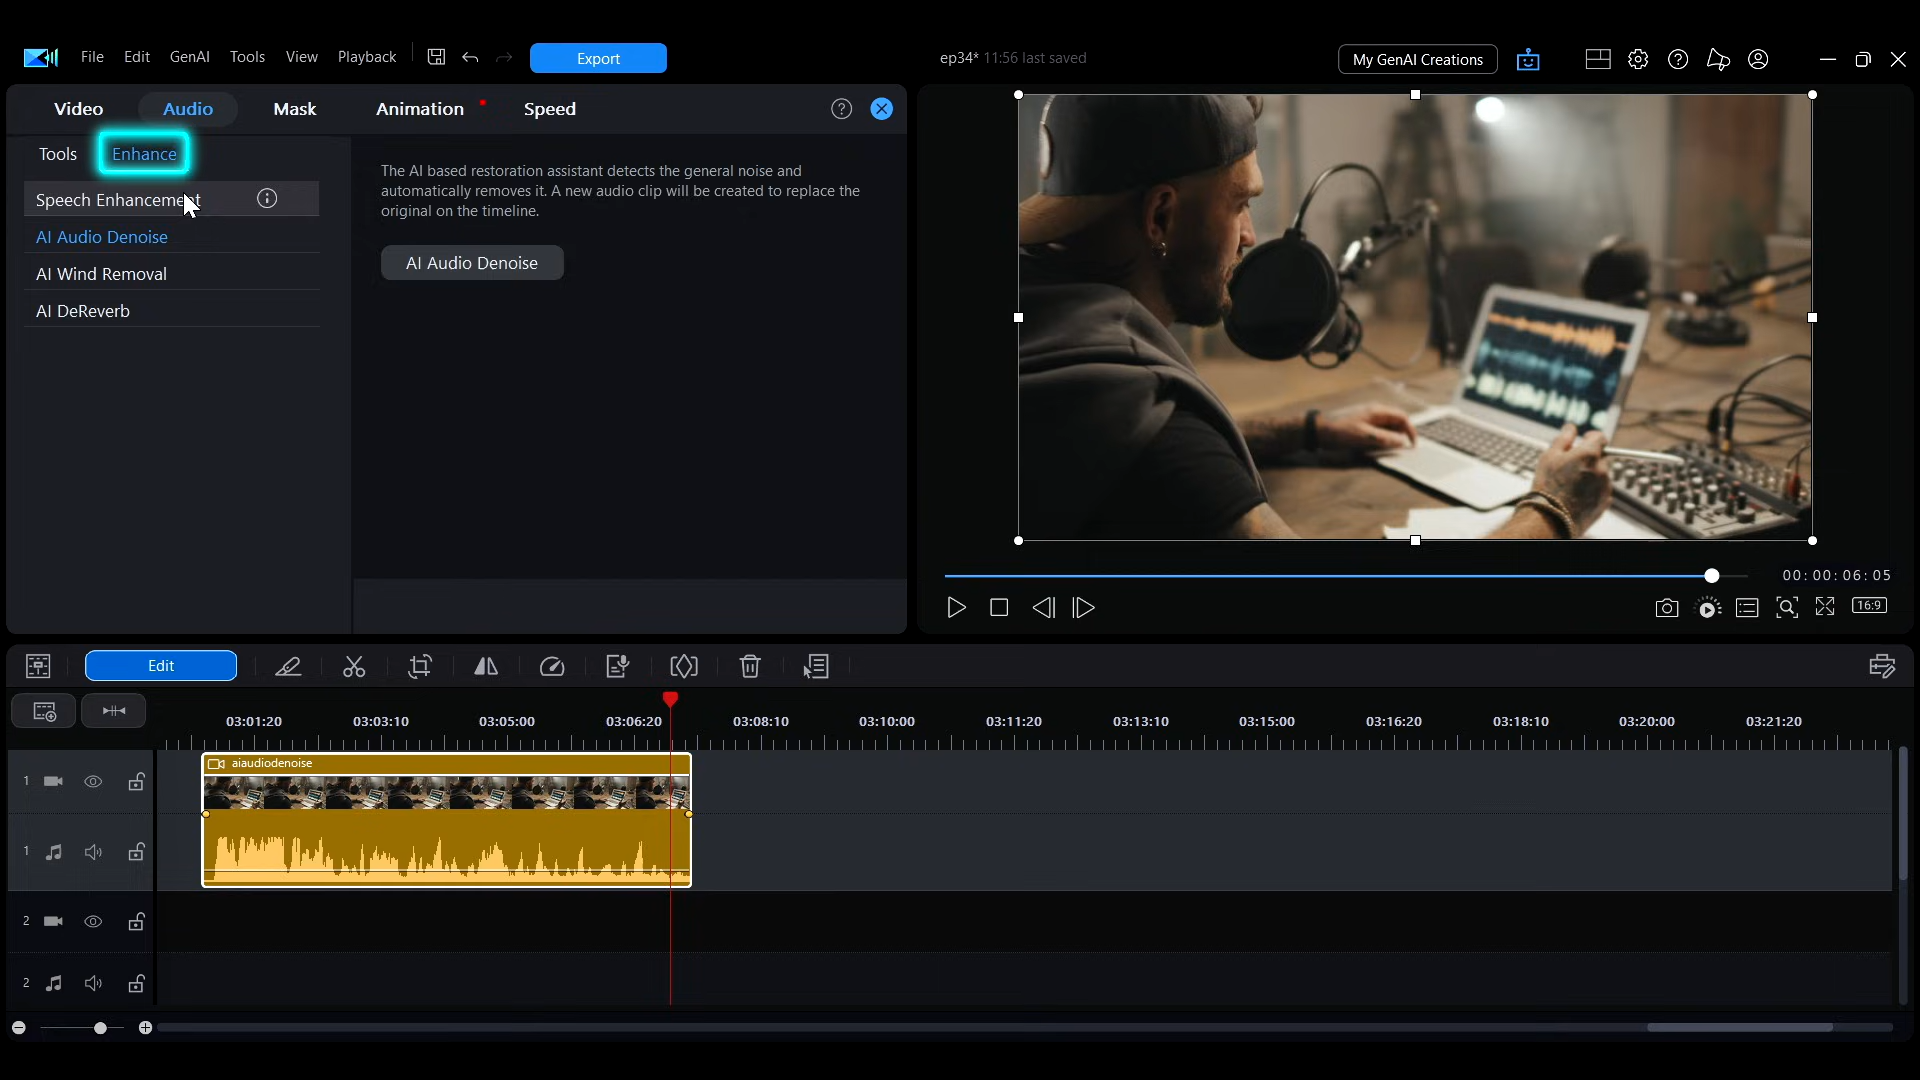 File Edit GenAI Tools View Playback Export ep34* 11:56 last saved My GenAI Creations
Video Audio Mask Animation Speed
Tools Enhance
Speech Enhancement
AI Audio Denoise
AI Wind Removal
AI DeReverb
The AI based restoration assistant detects the general noise and
automatically removes it. A new audio clip will be created to replace the
original on the timeline.
AI Audio Denoise
00:00:06:05
16:9
Edit
03:01:20 03:03:10 03:05:00 03:06:20 03:08:10 03:10:00 03:11:20 03:13:10 03:15:00 03:16:20 03:18:10 03:20:00 03:21:20
1 aiaudiodenoise
1
2
2